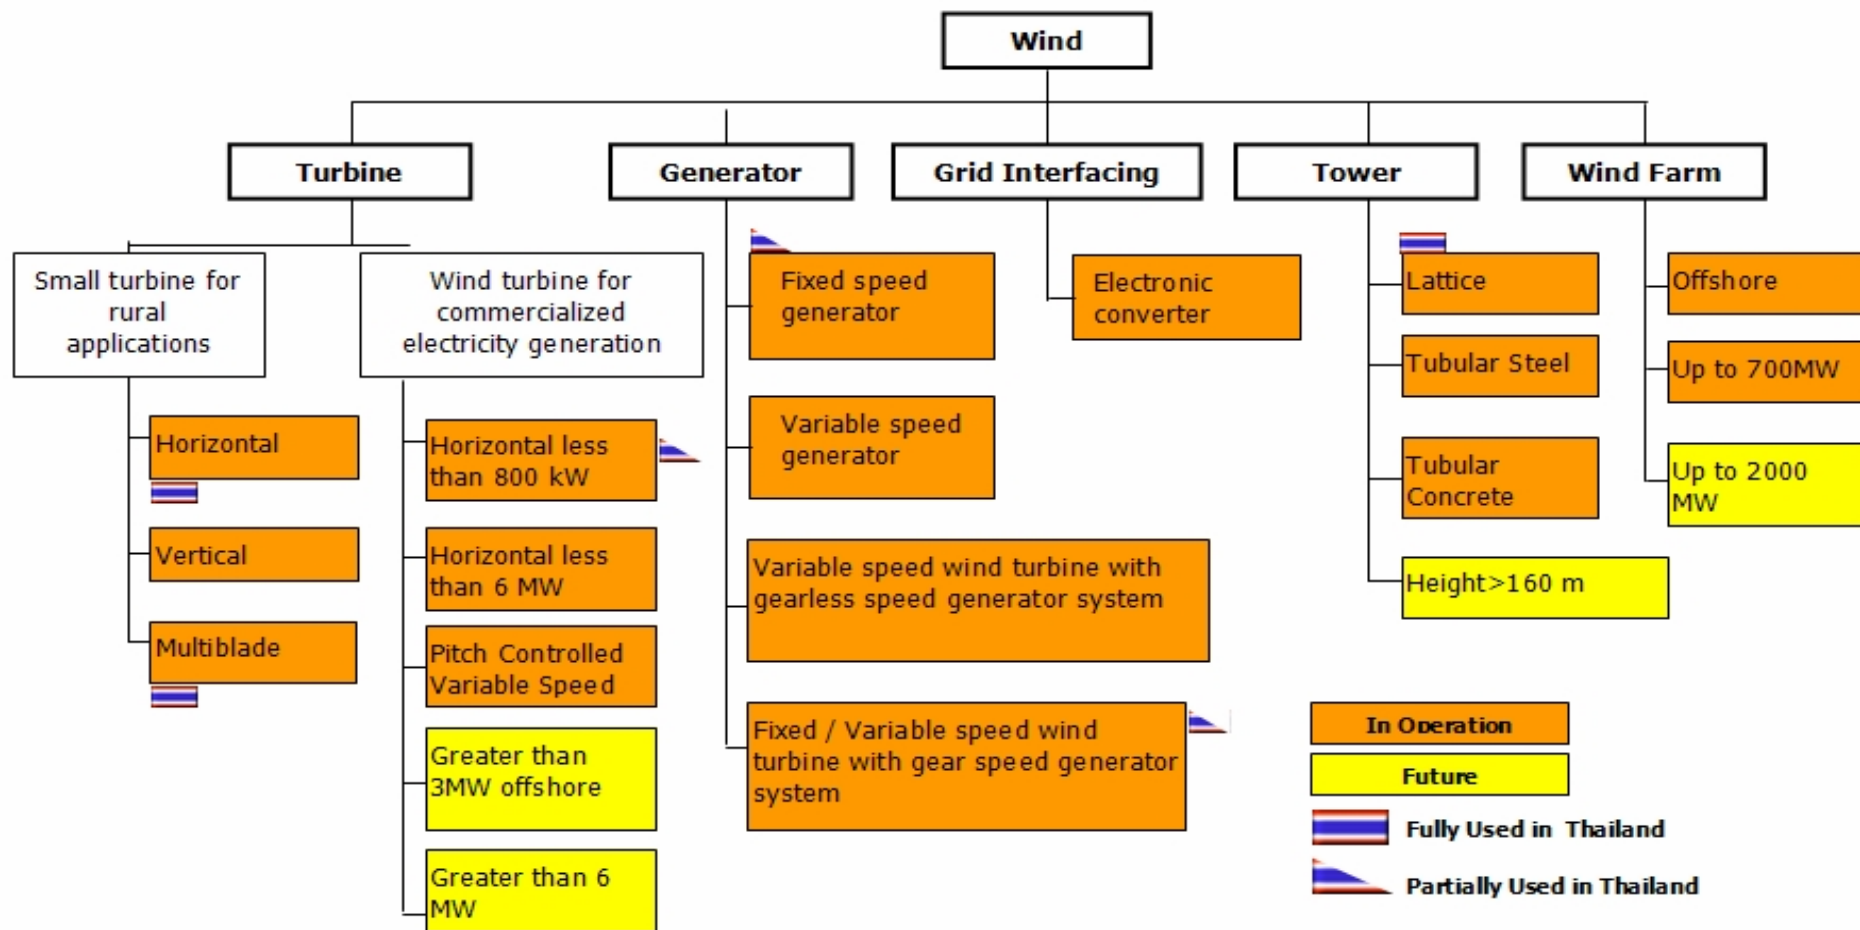 Wind
Turbine
Generator
Grid Interfacing
Tower
Wind Farm
Small turbine for
rural
applications
Horizontal
Vertical
Multiblade
Wind turbine for
commercialized
electricity generation
Horizontal less
than 800 kW
Horizontal less
than 6 MW
Pitch Controlled
Variable Speed
Greater than
3MW offshore
Greater than 6
MW
Fixed speed
generator
Variable speed
generator
Variable speed wind turbine with
gearless speed generator system
Fixed / Variable speed wind
turbine with gear speed generator
system
Electronic
converter
Lattice
Tubular Steel
Tubular
Concrete
Height>160 m
Offshore
Up to 700MW
Up to 2000
MW
In Operation
Future
Fully Used in Thailand
Partially Used in Thailand